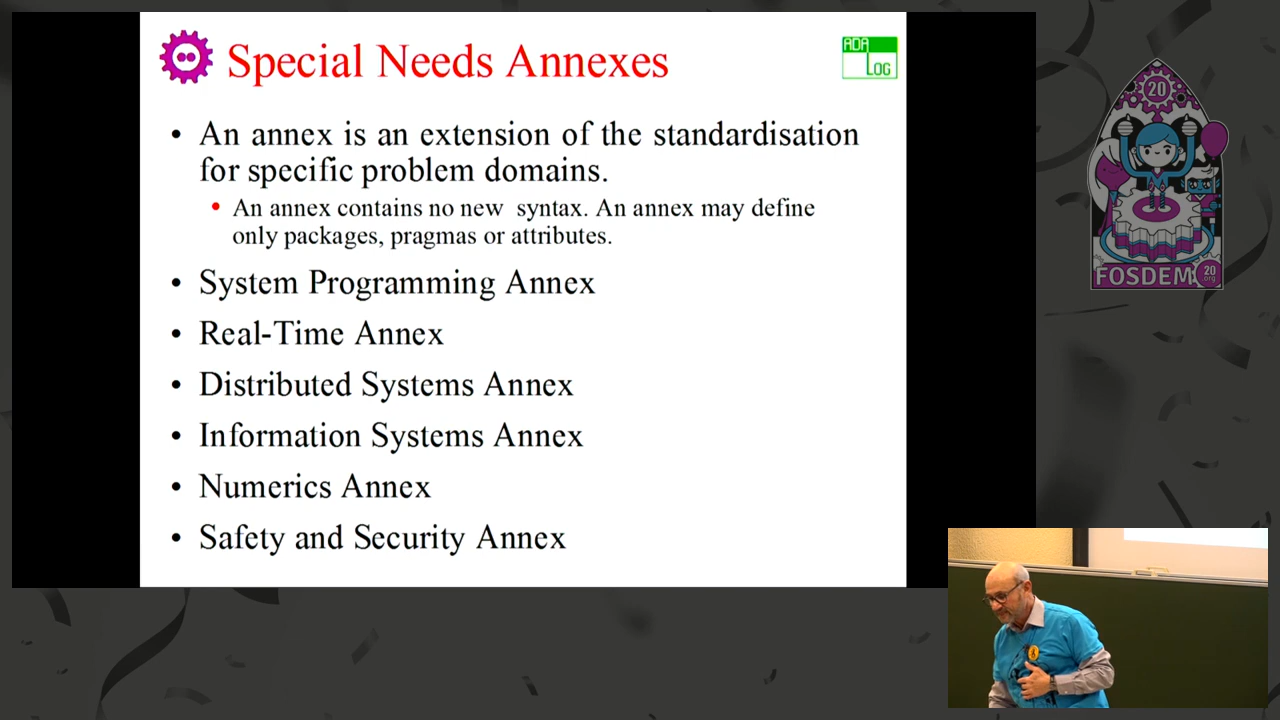 Special Needs Annexes
ADA
LOG
• An annex is an extension of the standardisation
for specific problem domains.
• An annex contains no new syntax. An annex may define
only packages, pragmas or attributes.
• System Programming Annex
• Real-Time Annex
• Distributed Systems Annex
• Information Systems Annex
• Numerics Annex
• Safety and Security Annex
20
FOSDEM
20
org